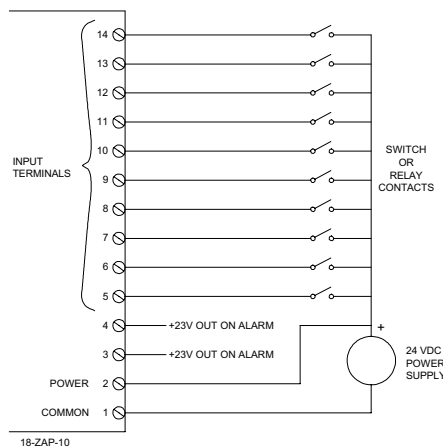 14
13
12
11
10
9
8
7
6
5
4
3
2
1
INPUT
TERMINALS
POWER
COMMON
+23V OUT ON ALARM
+23V OUT ON ALARM
SWITCH
OR
RELAY
CONTACTS
+
24 VDC
POWER
SUPPLY
18-ZAP-10